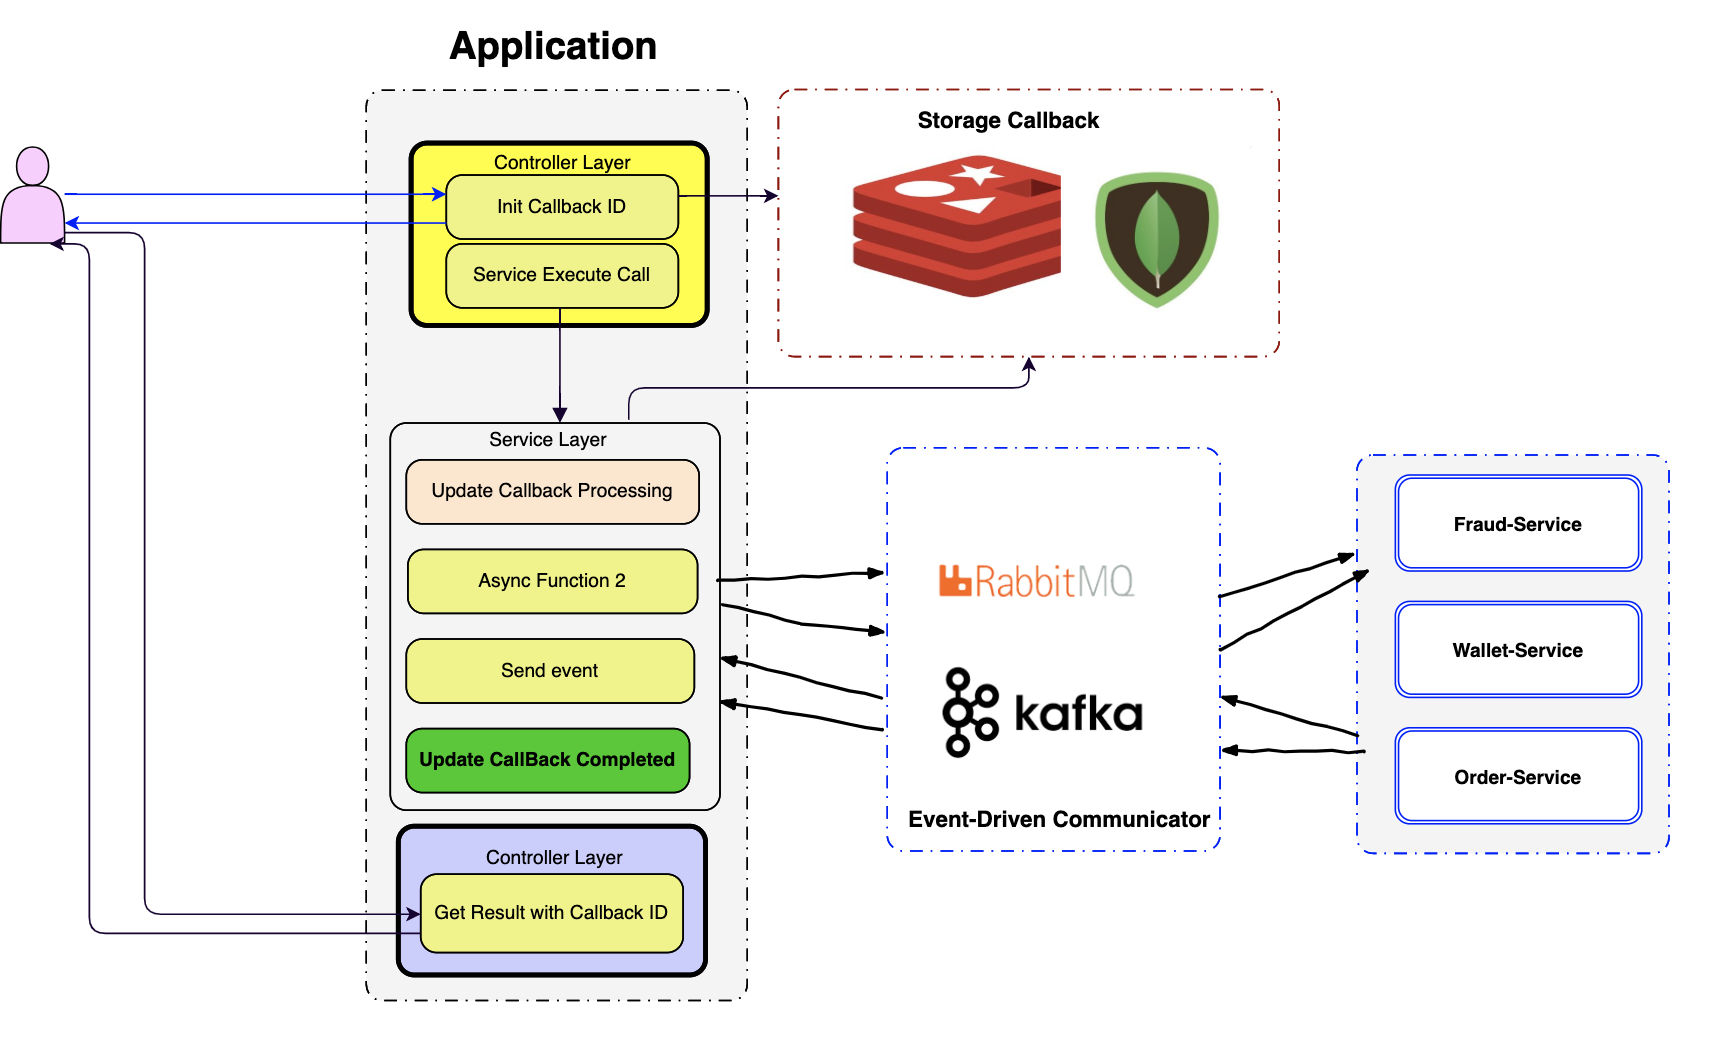 Application
Controller Layer
Init Callback ID
Service Execute Call
Storage Callback
Service Layer
Update Callback Processing
Async Function 2
Send event
Update CallBack Completed
Controller Layer
Get Result with Callback ID
RabbitMQ
kafka
Event-Driven Communicator
Fraud-Service
Wallet-Service
Order-Service